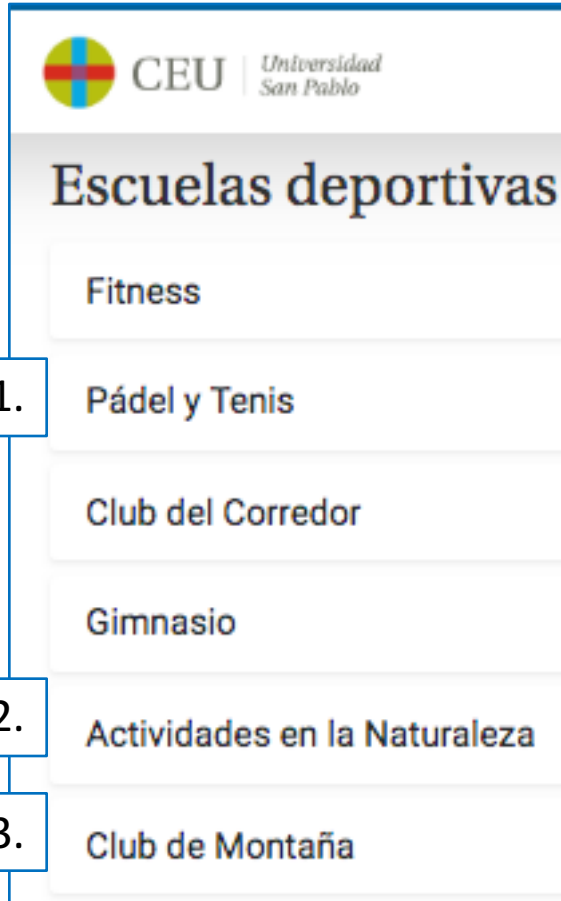 CEU Universidad
San Pablo
Escuelas deportivas
Fitness
1. Pádel y Tenis
Club del Corredor
Gimnasio
2. Actividades en la Naturaleza
3. Club de Montaña